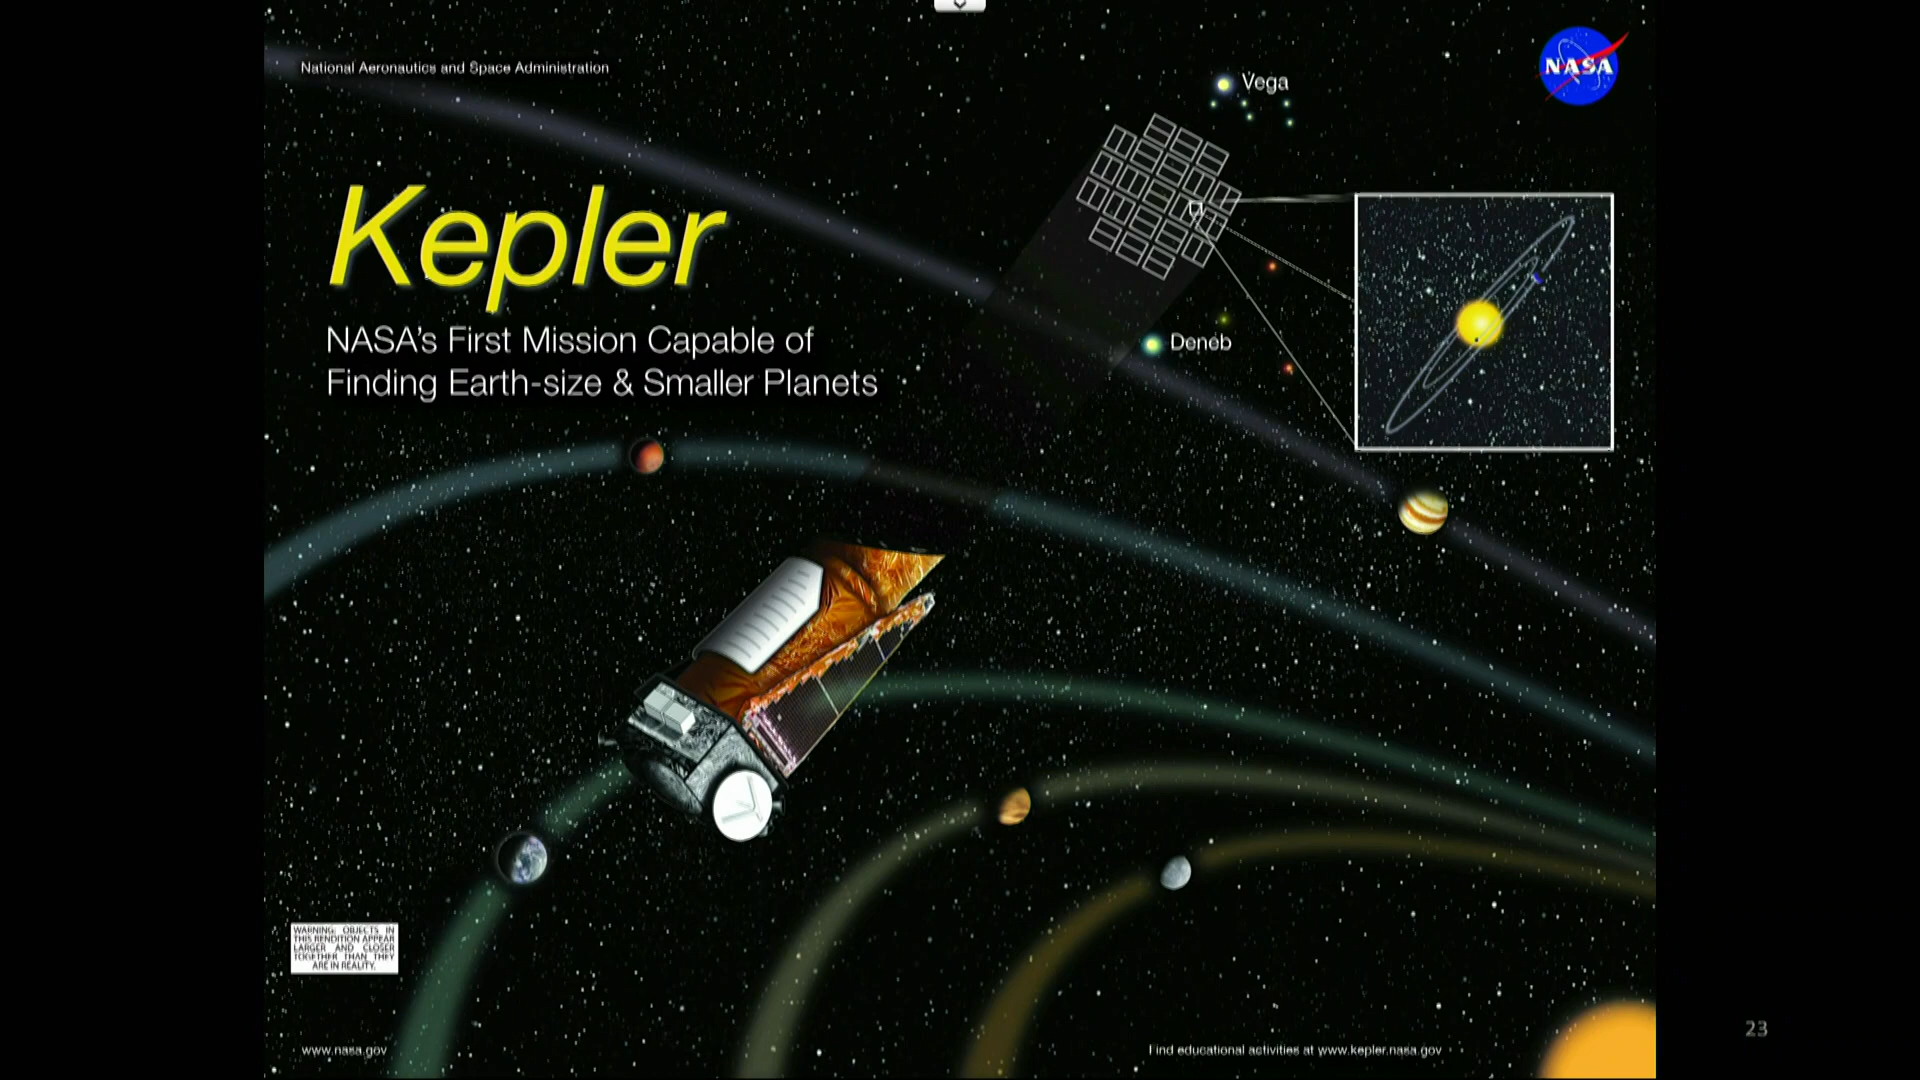 National Aeronautics and Space Administration
NASA
Vega
Kepler
NASA's First Mission Capable of
Finding Earth-size & Smaller Planets
Deneb
WARNING: OBJECTS IN
THIS RENDITION APPEAR
LARGER AND CLOSER
TOGETHER THAN THEY
ARE IN REALITY.
www.nasa.gov
Find educational activities at www.kepler.nasa.gov
23